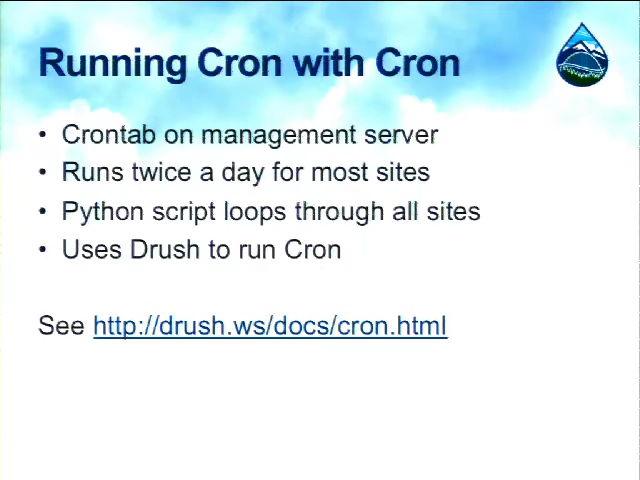 Running Cron with Cron
• Crontab on management server
• Runs twice a day for most sites
• Python script loops through all sites
• Uses Drush to run Cron
See http://drush.ws/docs/cron.html